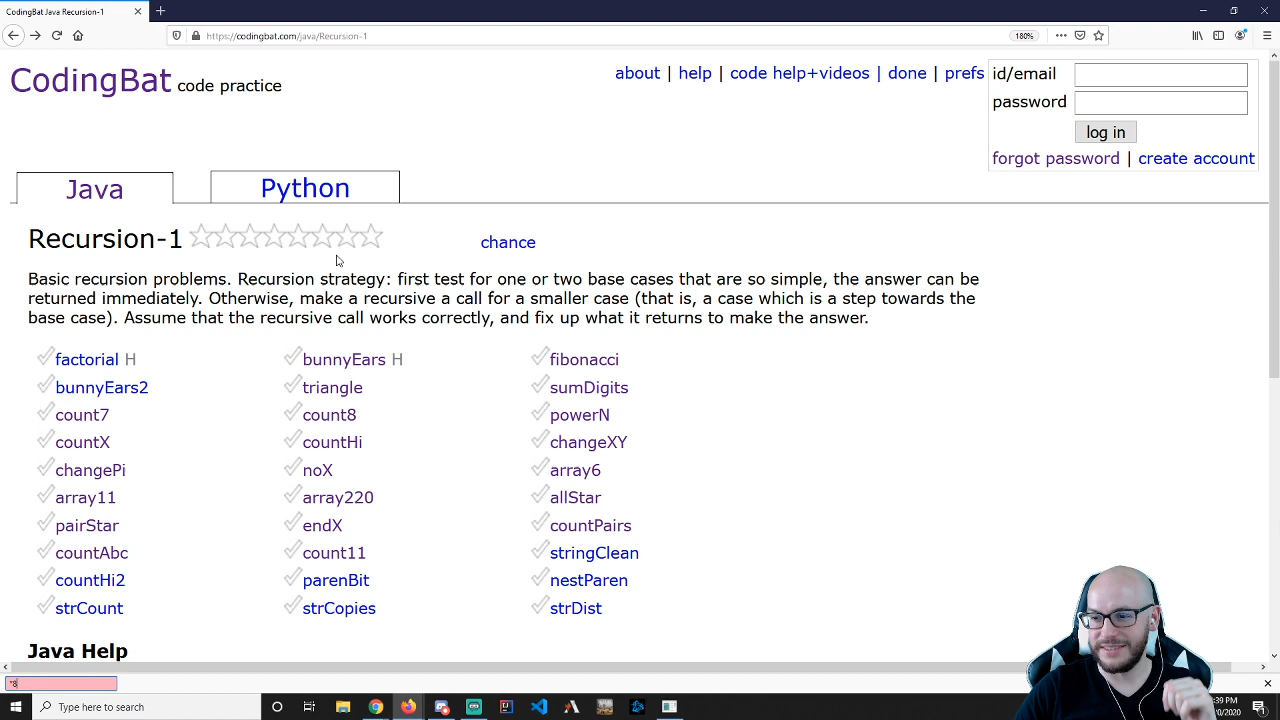 CodingBat Java Recursion-1
https://codingbat.com/java/Recursion-1
180%
CodingBat code practice
about | help | code help+videos | done | prefs
id/email
password
log in
forgot password | create account
Java
Python
Recursion-1
chance
Basic recursion problems. Recursion strategy: first test for one or two base cases that are so simple, the answer can be
returned immediately. Otherwise, make a recursive a call for a smaller case (that is, a case which is a step towards the
base case). Assume that the recursive call works correctly, and fix up what it returns to make the answer.
factorial H bunnyEars H fibonacci
bunnyEars2 triangle sumDigits
count7 count8 powerN
countX countHi changeXY
changePi noX array6
array11 array220 allStar
pairStar endX countPairs
countAbc count11 stringClean
countHi2 parenBit nestParen
strCount strCopies strDist
Java Help
Type here to search
:39 PM
/2020